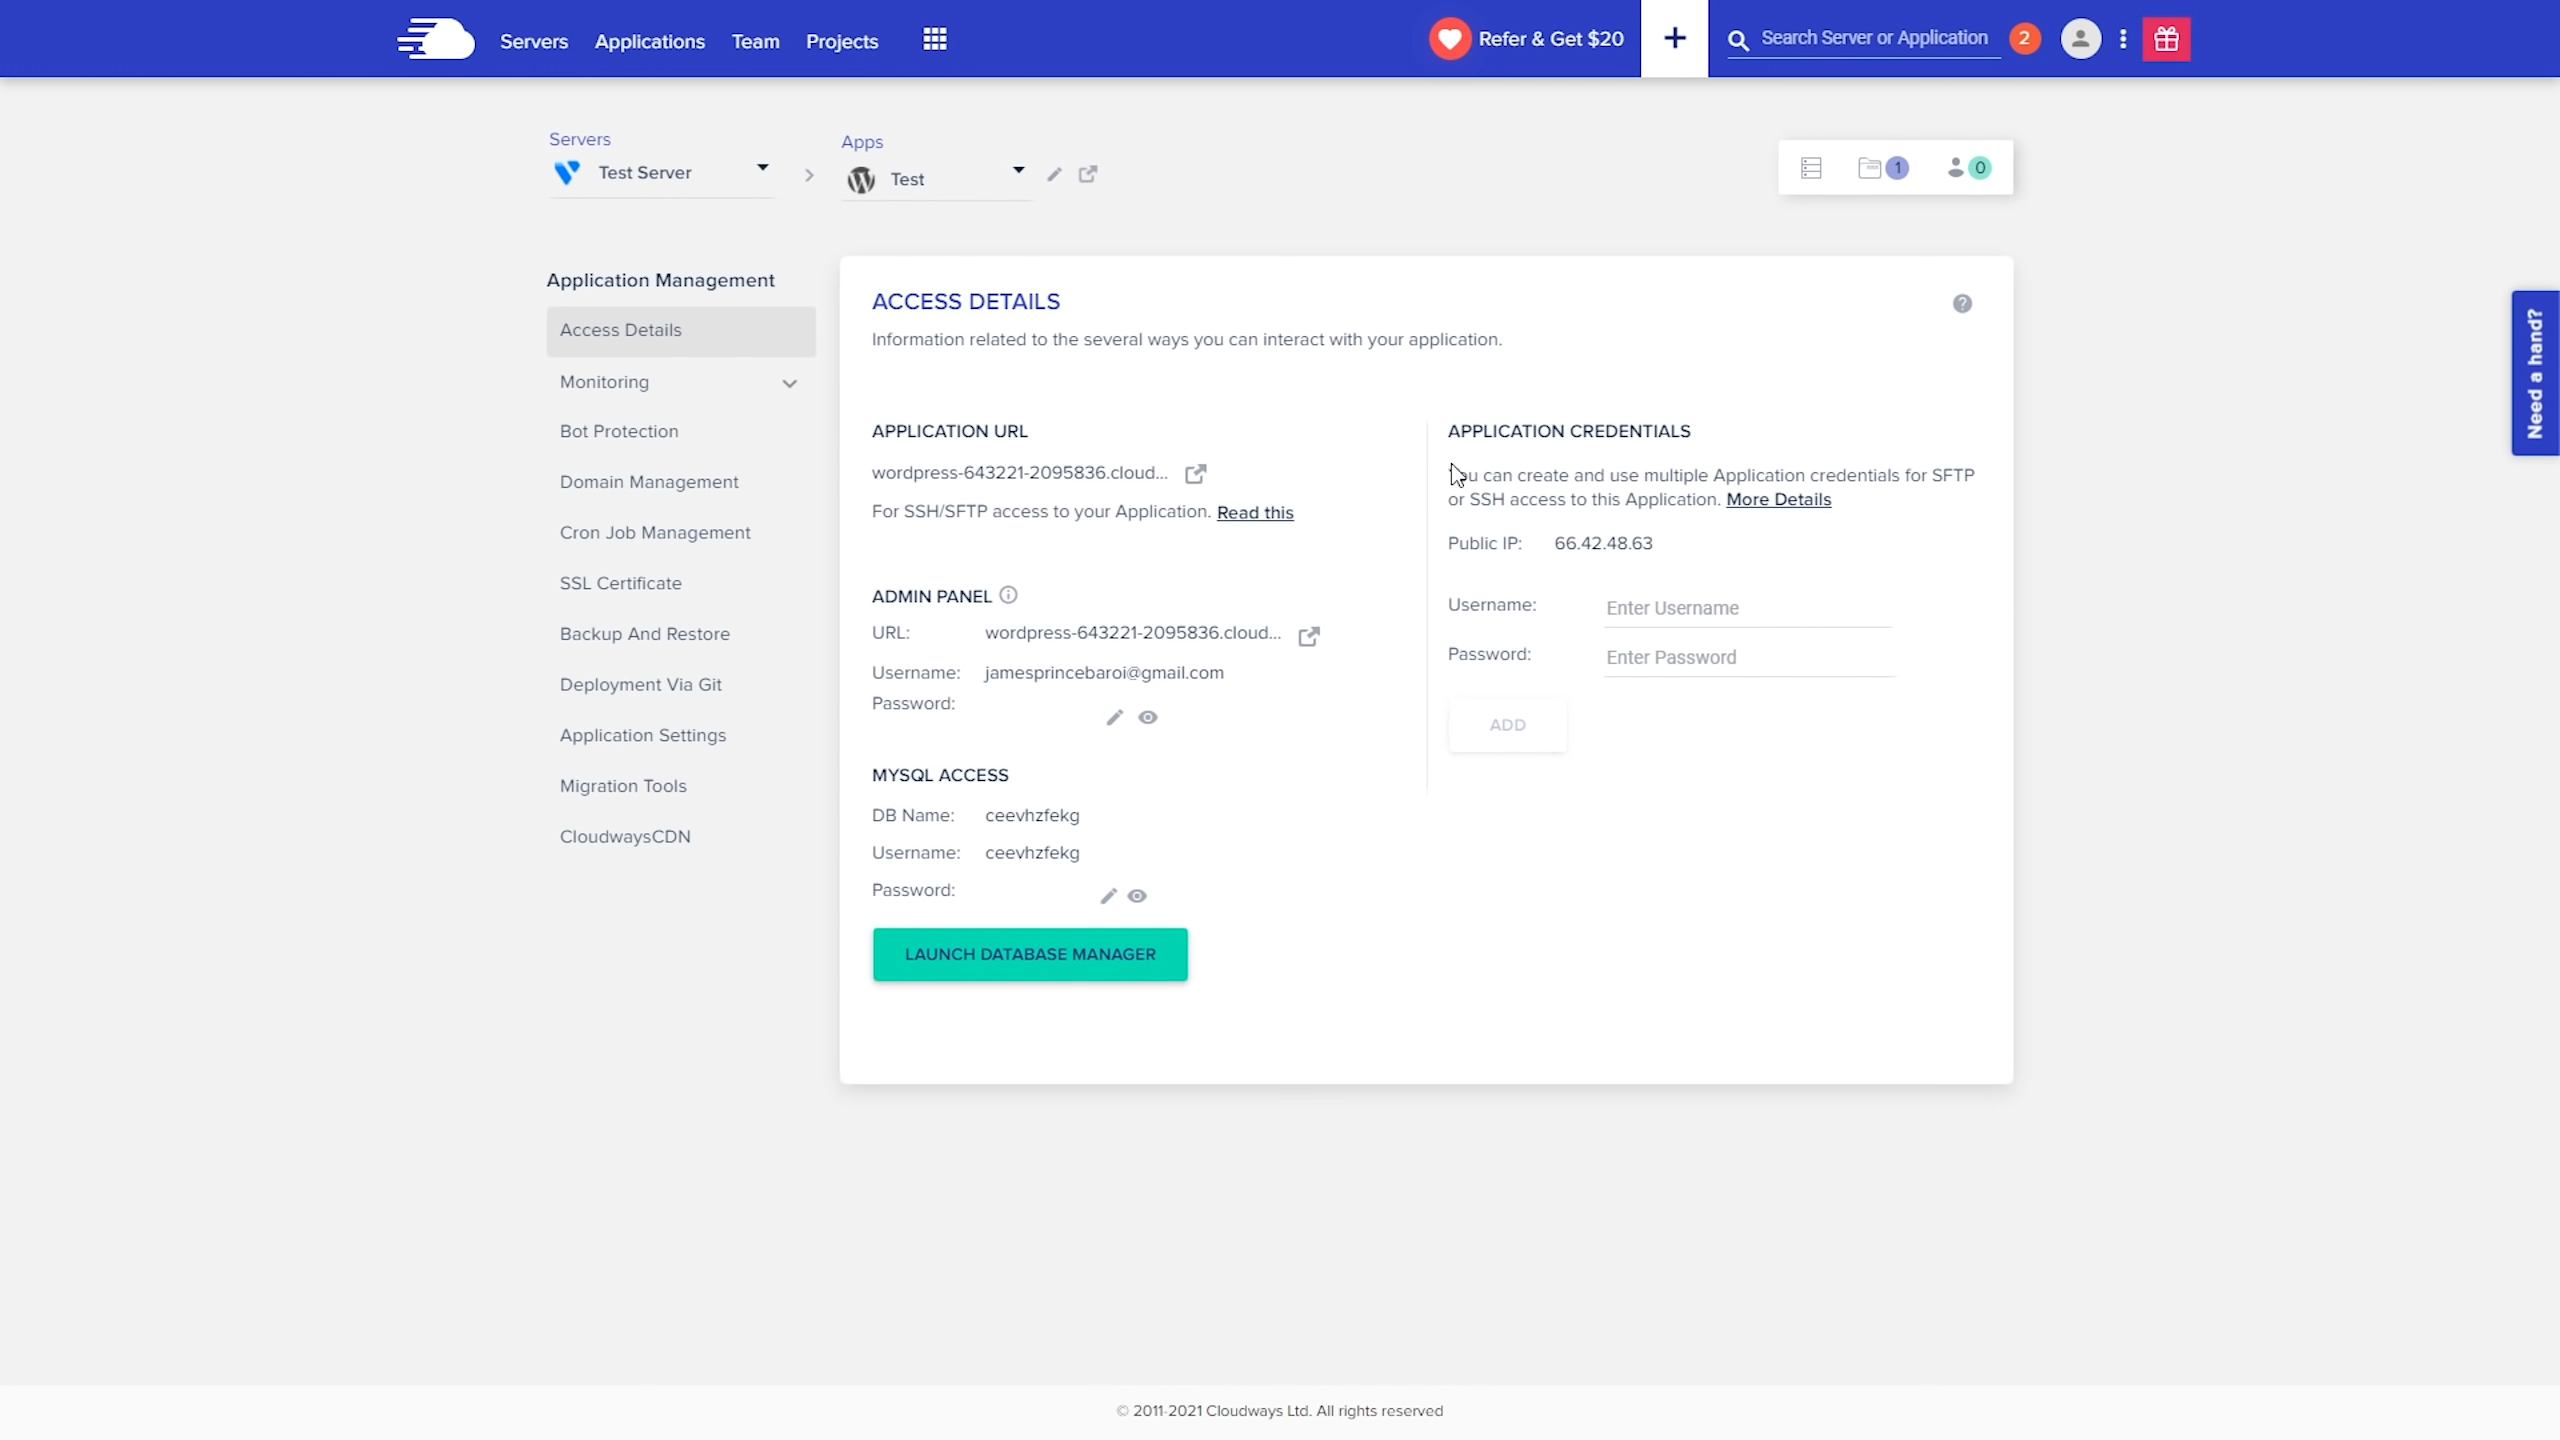 Servers Applications Team Projects
Refer & Get $20
+
Search Server or Application
2
Servers
Test Server
Apps
Test
1
0
Need a hand?
Application Management
Access Details
Monitoring
Bot Protection
Domain Management
Cron Job Management
SSL Certificate
Backup And Restore
Deployment Via Git
Application Settings
Migration Tools
CloudwaysCDN
ACCESS DETAILS
?
Information related to the several ways you can interact with your application.
APPLICATION URL
wordpress-643221-2095836.cloud...
For SSH/SFTP access to your Application. Read this
ADMIN PANEL
URL: wordpress-643221-2095836.cloud...
Username: jamesprincebaroi@gmail.com
Password:
MYSQL ACCESS
DB Name: ceevhzfekg
Username: ceevhzfekg
Password:
LAUNCH DATABASE MANAGER
APPLICATION CREDENTIALS
can create and use multiple Application credentials for SFTP
or SSH access to this Application. More Details
Public IP: 66.42.48.63
Username: Enter Username
Password: Enter Password
ADD
© 2011-2021 Cloudways Ltd. All rights reserved